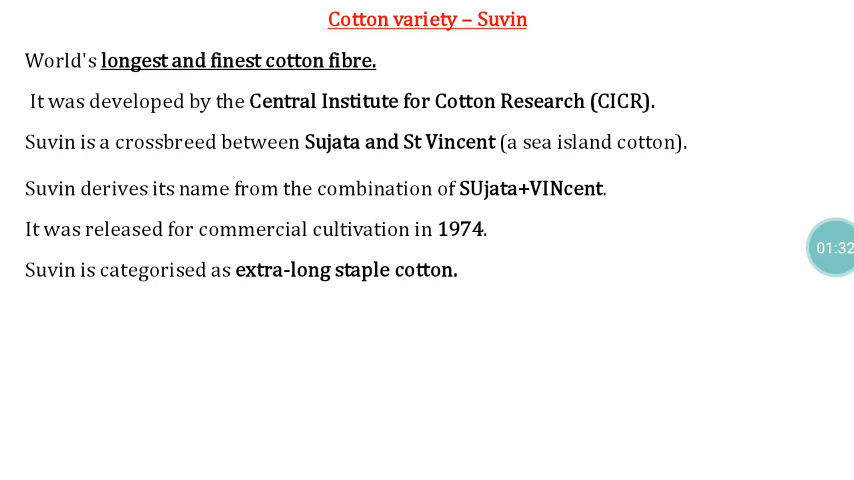 Cotton variety – Suvin
World's longest and finest cotton fibre.
It was developed by the Central Institute for Cotton Research (CICR).
Suvin is a crossbreed between Sujata and St Vincent (a sea island cotton).
Suvin derives its name from the combination of SUjata+VINcent.
It was released for commercial cultivation in 1974.
01:32
Suvin is categorised as extra-long staple cotton.